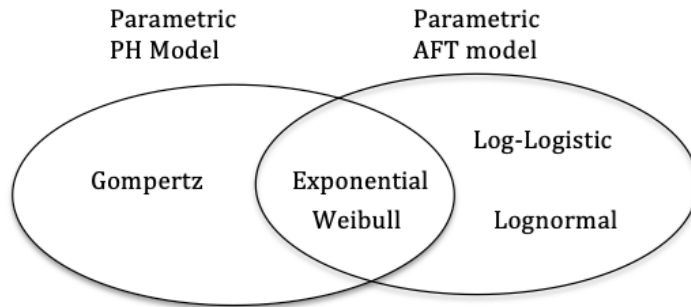 Parametric
PH Model
Parametric
AFT model
Gompertz
Exponential
Weibull
Log-Logistic
Lognormal